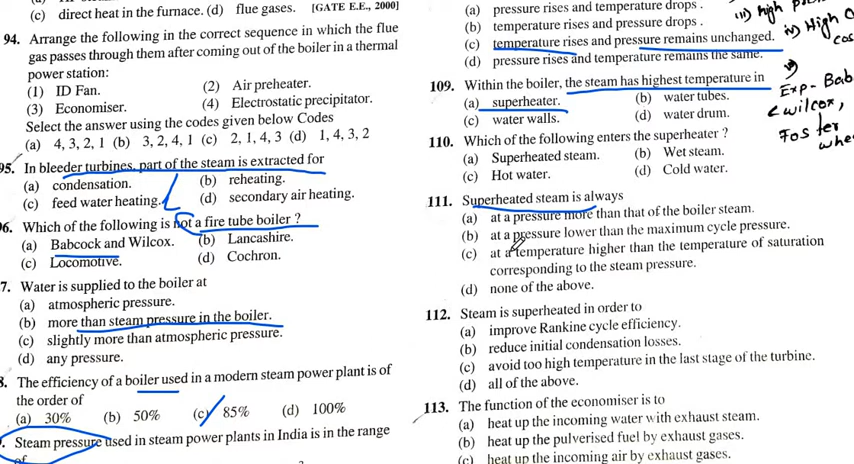 (c) direct heat in the furnace. (d) flue gases. [GATE E.E., 2000]
94. Arrange the following in the correct sequence in which the flue
gas passes through them after coming out of the boiler in a thermal
power station:
(1) ID Fan. (2) Air preheater.
(3) Economiser. (4) Electrostatic precipitator.
Select the answer using the codes given below Codes
(a) 4, 3, 2, 1 (b) 3, 2, 4, 1 (c) 2, 1, 4, 3 (d) 1, 4, 3, 2
95. In bleeder turbines, part of the steam is extracted for
(a) condensation. (b) reheating.
(c) feed water heating. (d) secondary air heating.
96. Which of the following is not a fire tube boiler ?
(a) Babcock and Wilcox. (b) Lancashire.
(c) Locomotive. (d) Cochron.
7. Water is supplied to the boiler at
(a) atmospheric pressure.
(b) more than steam pressure in the boiler.
(c) slightly more than atmospheric pressure.
(d) any pressure.
8. The efficiency of a boiler used in a modern steam power plant is of
the order of
(a) 30% (b) 50% (c) 85% (d) 100%
. Steam pressure used in steam power plants in India is in the range
of
(a) pressure rises and temperature drops .
(b) temperature rises and pressure drops .
(c) temperature rises and pressure remains unchanged.
(d) pressure rises and temperature remains the same.
109. Within the boiler, the steam has highest temperature in
(a) superheater. (b) water tubes.
(c) water walls. (d) water drum.
110. Which of the following enters the superheater ?
(a) Superheated steam. (b) Wet steam.
(c) Hot water. (d) Cold water.
111. Superheated steam is always
(a) at a pressure more than that of the boiler steam.
(b) at a pressure lower than the maximum cycle pressure.
(c) at a temperature higher than the temperature of saturation
corresponding to the steam pressure.
(d) none of the above.
112. Steam is superheated in order to
(a) improve Rankine cycle efficiency.
(b) reduce initial condensation losses.
(c) avoid too high temperature in the last stage of the turbine.
(d) all of the above.
113. The function of the economiser is to
(a) heat up the incoming water with exhaust steam.
(b) heat up the pulverised fuel by exhaust gases.
(c) heat up the incoming air by exhaust gases.
iii) high
iv) High
cos
Exp- Bab
& wilcox,
Foster
whe